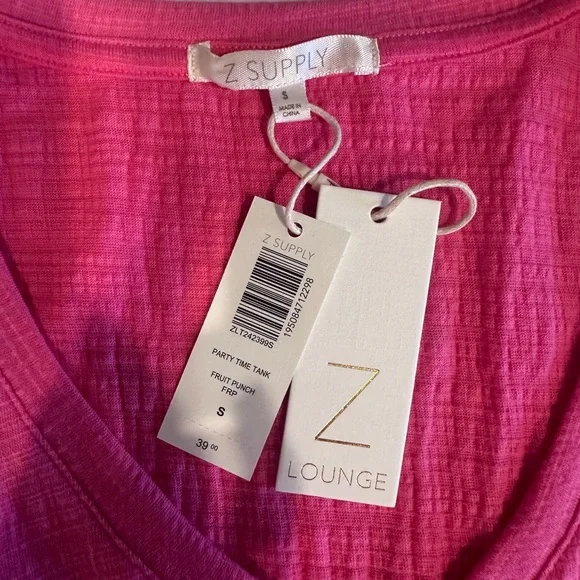 Z SUPPLY
S
MADE IN
CHINA
Z SUPPLY
195084712298
ZLT242399S
PARTY TIME TANK
FRUIT PUNCH
FRP
S
39.00
Z
LOUNGE